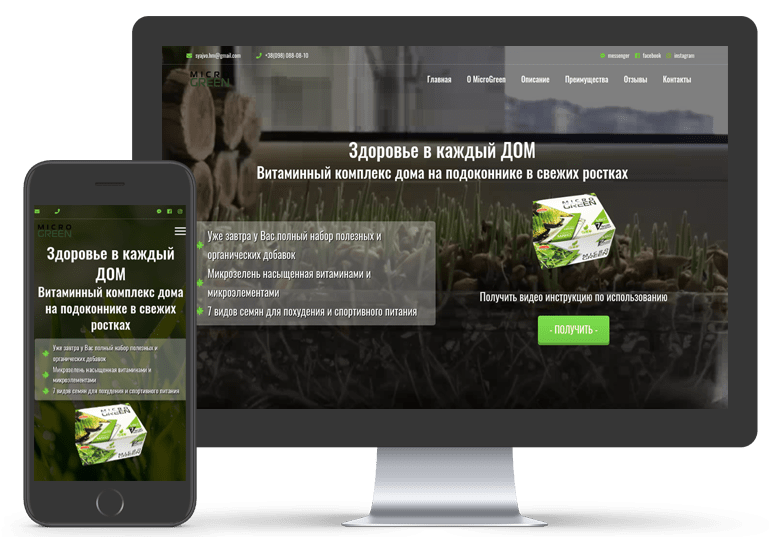 syajvo.lm@gmail.com +38(098)-088-08-10 messenger facebook instagram
MICRO
GREEN
Главная О MicroGreen Описание Преимущества Отзывы Контакты
Здоровье в каждый ДОМ
Витаминный комплекс дома на подоконнике в свежих ростках
Уже завтра у Вас полный набор полезных и
органических добавок
Микрозелень насыщенная витаминами и
микроэлементами
7 видов семян для похудения и спортивного питания
MICRO
GREEN
Получить видео инструкцию по использованию
- ПОЛУЧИТЬ -
MICRO
GREEN
Здоровье в каждый
ДОМ
Витаминный комплекс дома
на подоконнике в свежих
ростках
Уже завтра у Вас полный набор полезных и
органических добавок
Микрозелень насыщенная витаминами и
микроэлементами
7 видов семян для похудения и спортивного питания
MICRO
GREEN